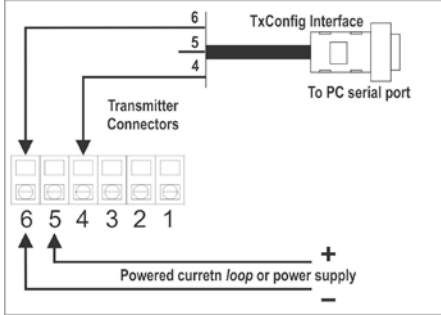 6
TxConfig Interface
5
4
To PC serial port
Transmitter
Connectors
6 5 4 3 2 1
+
Powered curretn loop or power supply
−